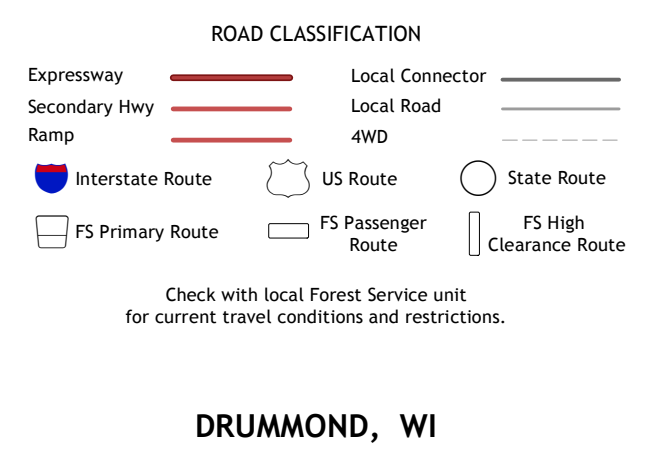 ROAD CLASSIFICATION
Expressway
Local Connector
Secondary Hwy
Local Road
Ramp
4WD
Interstate Route
US Route
State Route
FS Primary Route
FS Passenger
Route
FS High
Clearance Route
Check with local Forest Service unit
for current travel conditions and restrictions.
DRUMMOND, WI